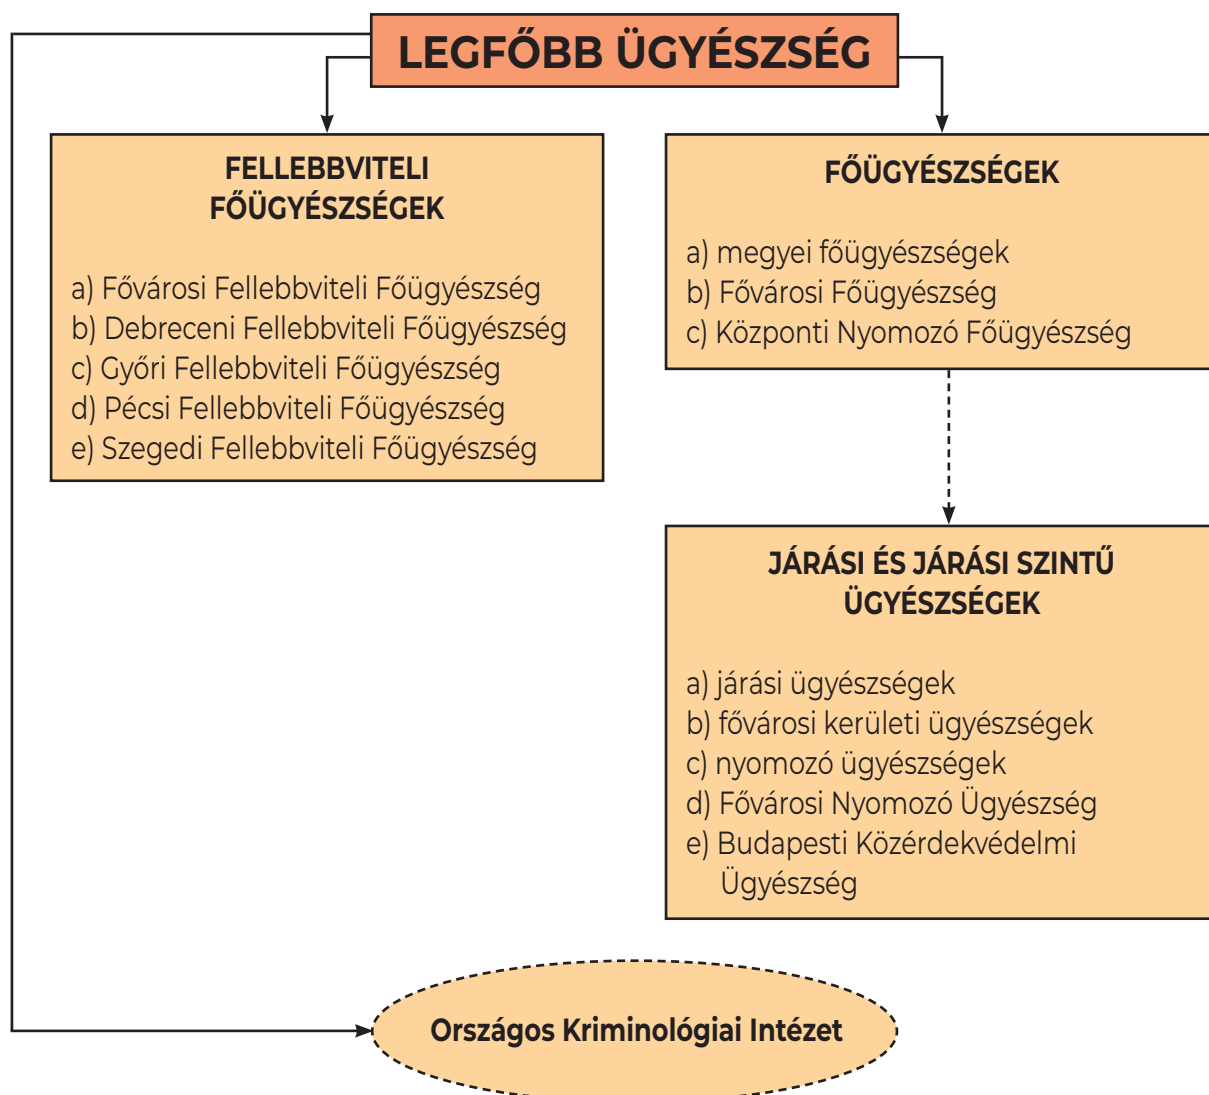 LEGFŐBB ÜGYÉSZSÉG
FELLEBBVITELI
FŐÜGYÉSZSÉGEK
a) Fővárosi Fellebbviteli Főügyészség
b) Debreceni Fellebbviteli Főügyészség
c) Győri Fellebbviteli Főügyészség
d) Pécsi Fellebbviteli Főügyészség
e) Szegedi Fellebbviteli Főügyészség
FŐÜGYÉSZSÉGEK
a) megyei főügyészségek
b) Fővárosi Főügyészség
c) Központi Nyomozó Főügyészség
JÁRÁSI ÉS JÁRÁSI SZINTŰ
ÜGYÉSZSÉGEK
a) járási ügyészségek
b) fővárosi kerületi ügyészségek
c) nyomozó ügyészségek
d) Fővárosi Nyomozó Ügyészség
e) Budapesti Közérdekvédelmi
Ügyészség
Országos Kriminológiai Intézet